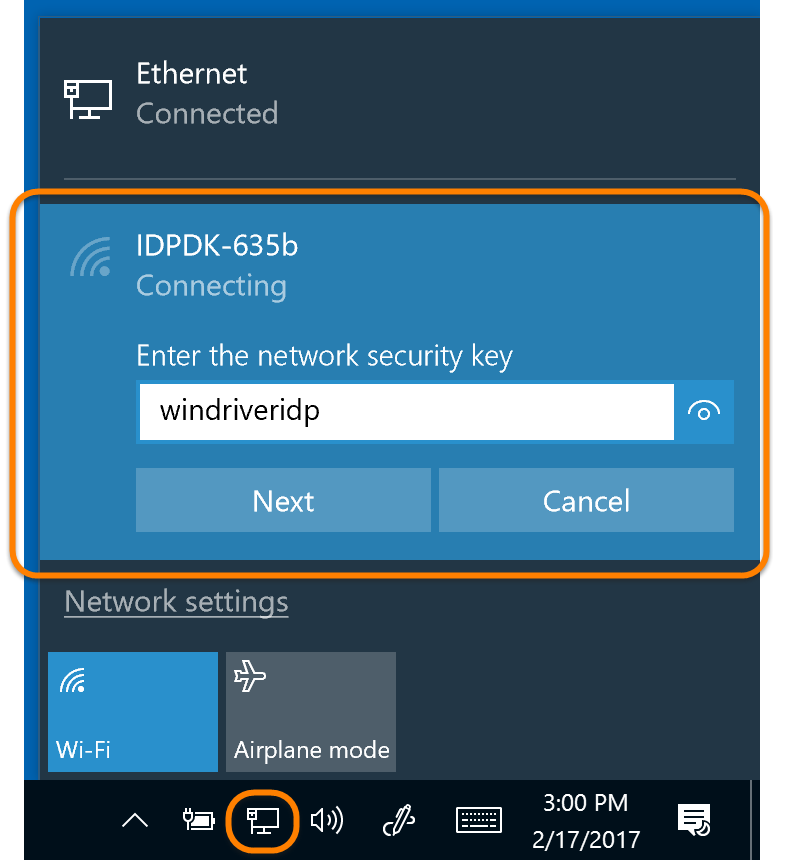 Ethernet
Connected
IDPDK-635b
Connecting
Enter the network security key
windriveridp
Next
Cancel
Network settings
Wi-Fi
Airplane mode
3:00 PM
2/17/2017